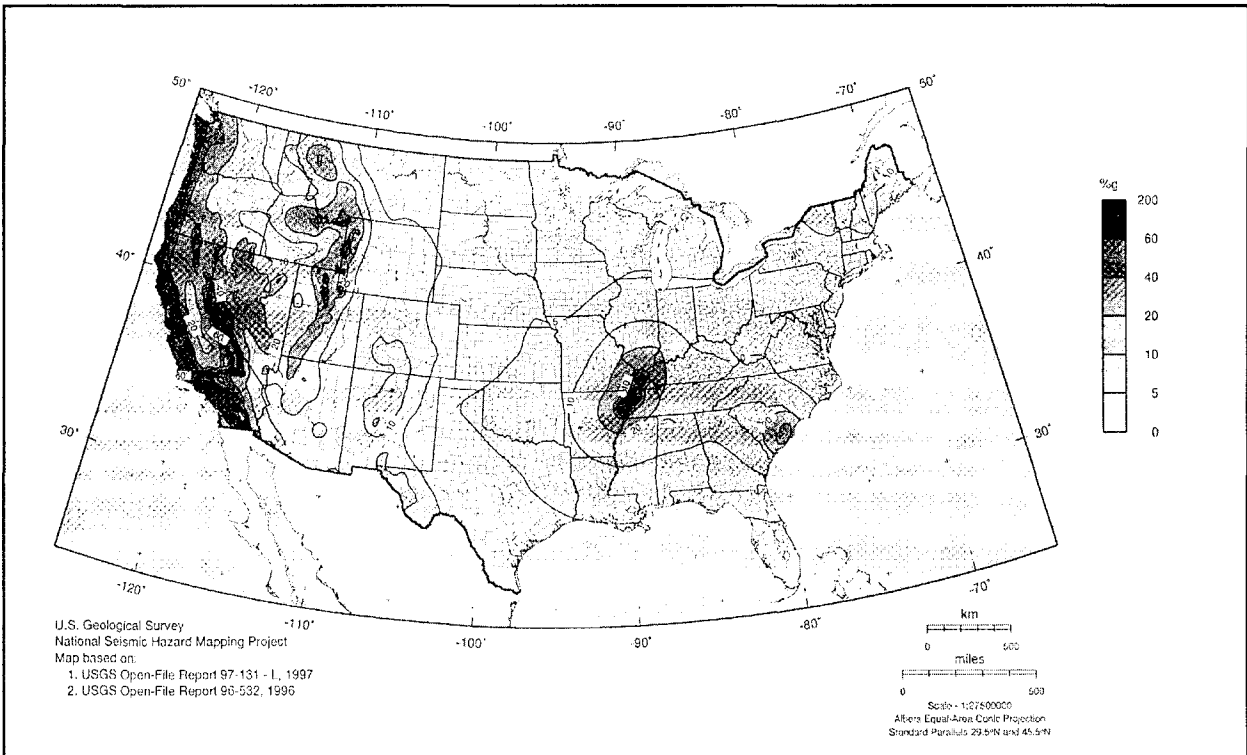 50°
-120°
-110°
-100°
-90°
-80°
-70°
50
40°
30°
40°
30°
-120°
-110°
-100°
-90°
-80°
-70°
%g
200
60
40
20
10
5
0
U.S. Geological Survey
National Seismic Hazard Mapping Project
Map based on:
1. USGS Open-File Report 97-131 - L, 1997
2. USGS Open-File Report 96-532, 1996
km
0 500
miles
0 500
Scale - 1:27500000
Albers Equal-Area Conic Projection
Standard Parallels 29.5°N and 45.5°N